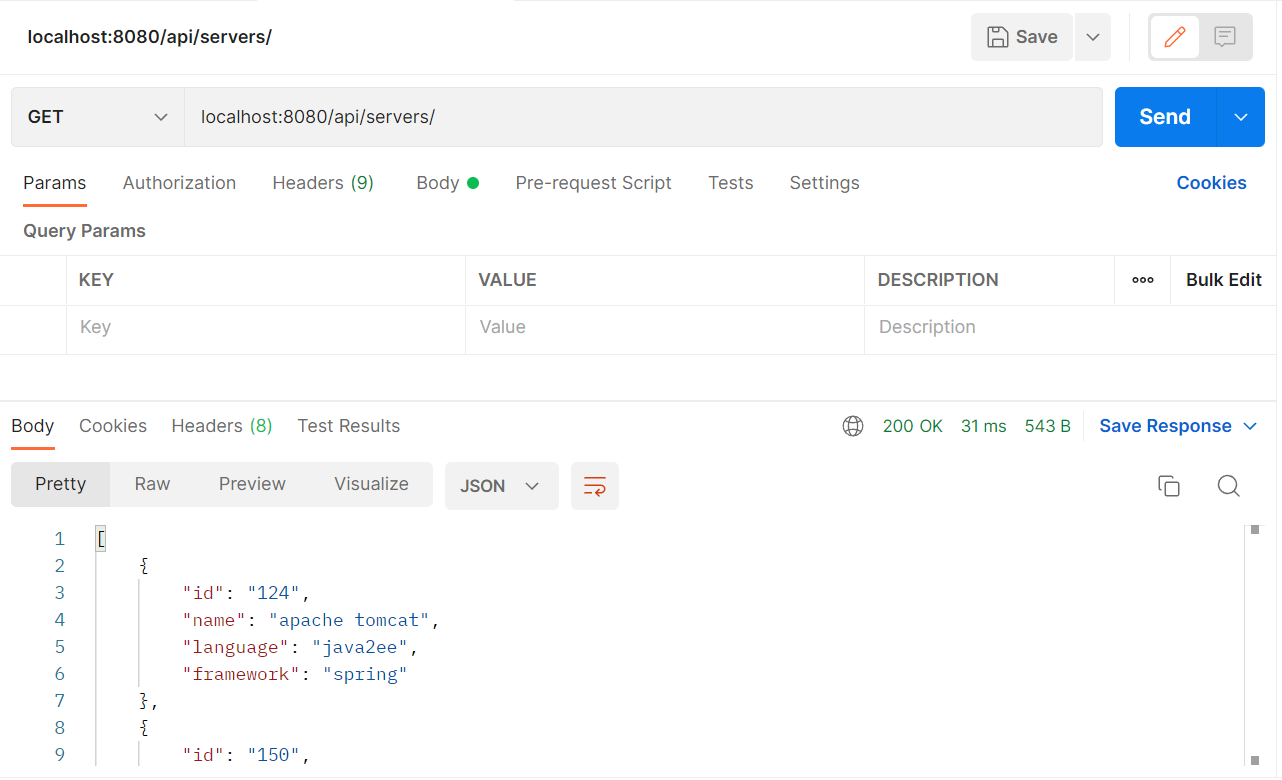 localhost:8080/api/servers/ Save
GET localhost:8080/api/servers/ Send
Params Authorization Headers (9) Body Pre-request Script Tests Settings Cookies
Query Params
KEY VALUE DESCRIPTION Bulk Edit
Key Value Description
Body Cookies Headers (8) Test Results 200 OK 31 ms 543 B Save Response
Pretty Raw Preview Visualize JSON
1 [
2 {
3 "id": "124",
4 "name": "apache tomcat",
5 "language": "java2ee",
6 "framework": "spring"
7 },
8 {
9 "id": "150",